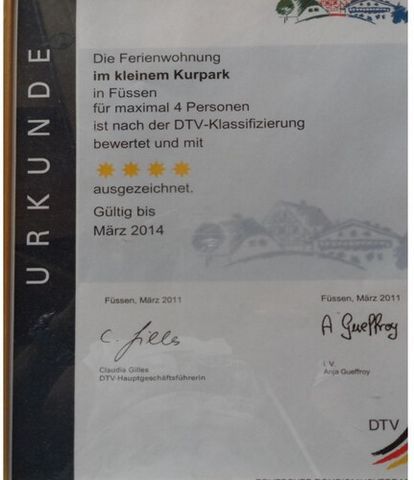 URKUNDE
Die Ferienwohnung
im kleinem Kurpark
in Füssen
für maximal 4 Personen
ist nach der DTV-Klassifizierung
bewertet und mit
ausgezeichnet.
Gültig bis
März 2014
Füssen, März 2011
Füssen, März 2011
C. Gilles
A Gueffroy
Claudia Gilles
DTV-Hauptgeschäftsführerin
i. V.
Anja Gueffroy
DTV